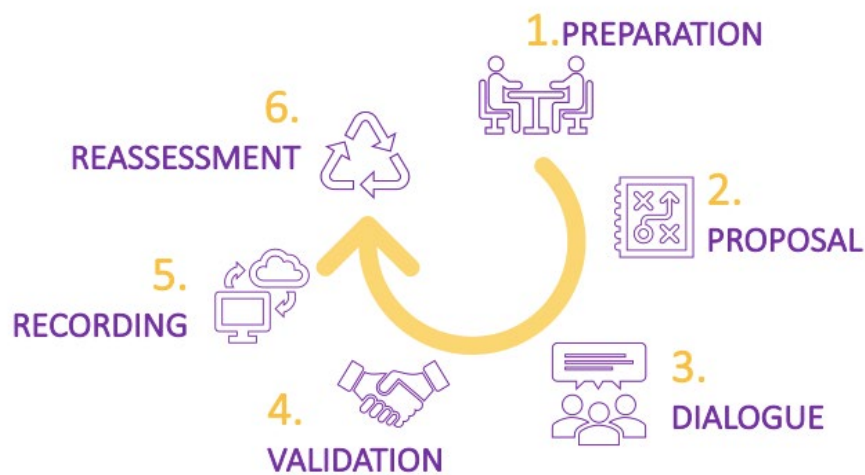 1.PREPARATION
2.
PROPOSAL
3.
DIALOGUE
4.
VALIDATION
5.
RECORDING
6.
REASSESSMENT